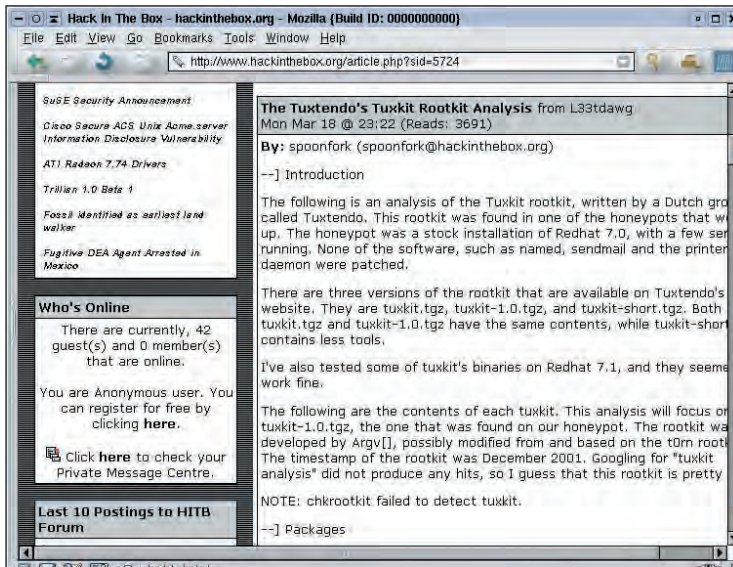 Hack In The Box - hackinthebox.org - Mozilla {Build ID: 0000000000}
File Edit View Go Bookmarks Tools Window Help
http://www.hackinthebox.org/article.php?sid=5724
SuSE Security Announcement
Cisco Secure ACS Unix Acme.server
Information Disclosure Vulnerability
ATI Radeon 7.74 Drivers
Trillian 1.0 Beta 1
Fossil identified as earliest land
walker
Fugitive DEA Agent Arrested in
Mexico
Who's Online
There are currently, 42
guest(s) and 0 member(s)
that are online.
You are Anonymous user. You
can register for free by
clicking here.
Click here to check your
Private Message Centre.
Last 10 Postings to HITB
Forum
The Tuxtendo's Tuxkit Rootkit Analysis from L33tdawg
Mon Mar 18 @ 23:22 (Reads: 3691)
By: spoonfork (spoonfork@hackinthebox.org)
--] Introduction
The following is an analysis of the Tuxkit rootkit, written by a Dutch gro
called Tuxtendo. This rootkit was found in one of the honeypots that we
up. The honeypot was a stock installation of Redhat 7.0, with a few ser
running. None of the software, such as named, sendmail and the printer
daemon were patched.
There are three versions of the rootkit that are available on Tuxtendo's
website. They are tuxkit.tgz, tuxkit-1.0.tgz, and tuxkit-short.tgz. Both
tuxkit.tgz and tuxkit-1.0.tgz have the same contents, while tuxkit-short
contains less tools.
I've also tested some of tuxkit's binaries on Redhat 7.1, and they seeme
work fine.
The following are the contents of each tuxkit. This analysis will focus on
tuxkit-1.0.tgz, the one that was found on our honeypot. The rootkit wa
developed by Argv[], possibly modified from and based on the t0rn rootk
The timestamp of the rootkit was December 2001. Googling for "tuxkit
analysis" did not produce any hits, so I guess that this rootkit is pretty
NOTE: chkrootkit failed to detect tuxkit.
--] Packages